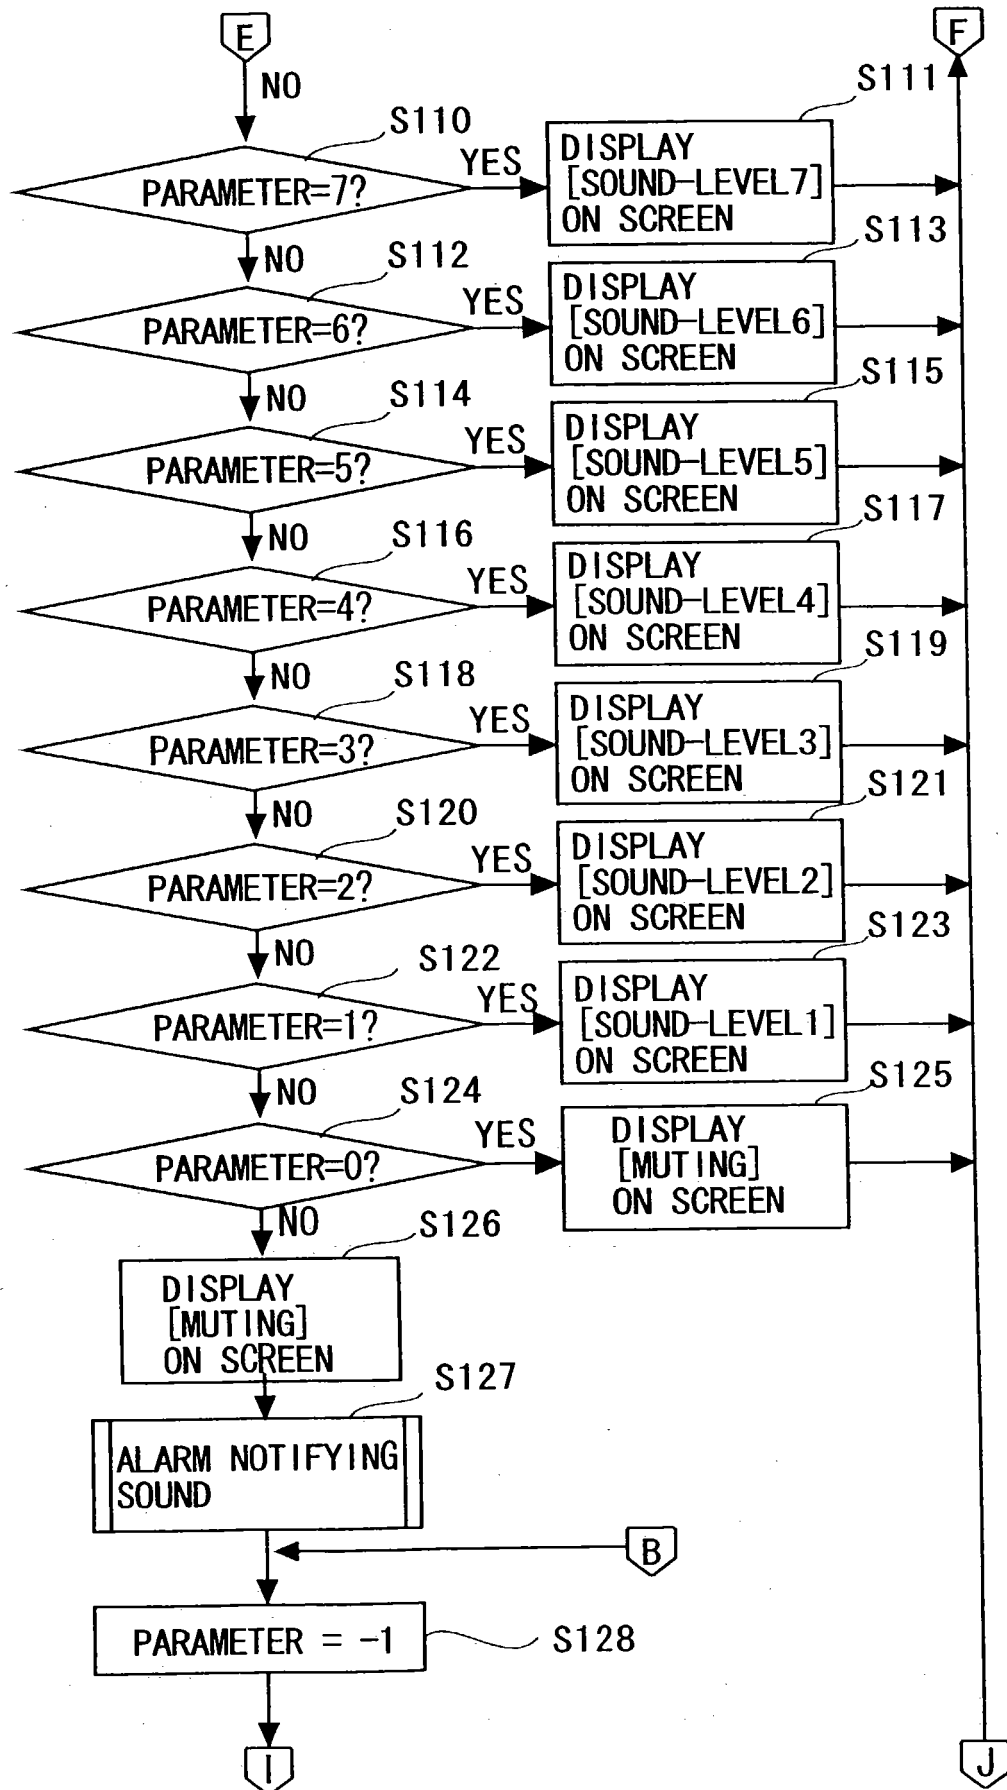 E
F
NO
S111
S110
YES
DISPLAY
[SOUND-LEVEL7]
ON SCREEN
PARAMETER=7?
S113
NO
S112
YES
DISPLAY
[SOUND-LEVEL6]
ON SCREEN
PARAMETER=6?
S115
NO
S114
YES
DISPLAY
[SOUND-LEVEL5]
ON SCREEN
PARAMETER=5?
S117
NO
S116
YES
DISPLAY
[SOUND-LEVEL4]
ON SCREEN
PARAMETER=4?
S119
NO
S118
YES
DISPLAY
[SOUND-LEVEL3]
ON SCREEN
PARAMETER=3?
S121
NO
S120
YES
DISPLAY
[SOUND-LEVEL2]
ON SCREEN
PARAMETER=2?
S123
NO
S122
YES
DISPLAY
[SOUND-LEVEL1]
ON SCREEN
PARAMETER=1?
S125
NO
S124
YES
DISPLAY
[MUTING]
ON SCREEN
PARAMETER=0?
NO
S126
DISPLAY
[MUTING]
ON SCREEN
S127
ALARM NOTIFYING
SOUND
B
PARAMETER = -1
S128
I
J